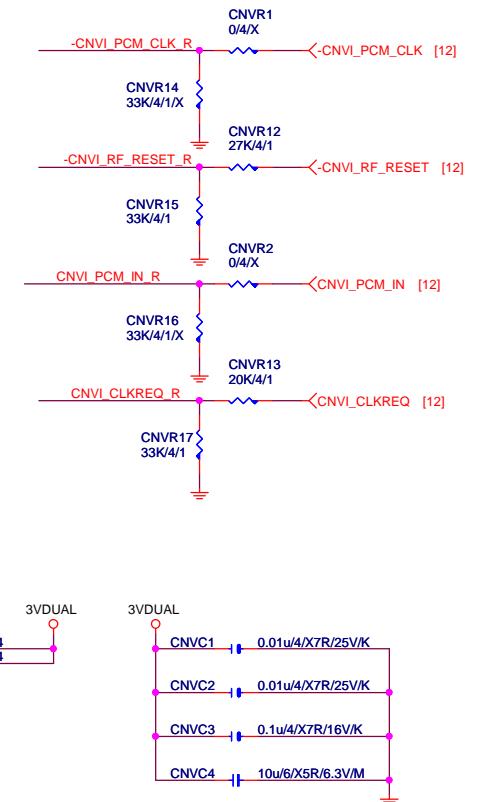 CNVR1
0/4/X
-CNVI_PCM_CLK_R
-CNVI_PCM_CLK [12]
CNVR14
33K/4/1/X
CNVR12
27K/4/1
-CNVI_RF_RESET_R
-CNVI_RF_RESET [12]
CNVR15
33K/4/1
CNVR2
0/4/X
CNVI_PCM_IN_R
CNVI_PCM_IN [12]
CNVR16
33K/4/1/X
CNVR13
20K/4/1
CNVI_CLKREQ_R
CNVI_CLKREQ [12]
CNVR17
33K/4/1
3VDUAL
3VDUAL
4
4
CNVC1 0.01u/4/X7R/25V/K
CNVC2 0.01u/4/X7R/25V/K
CNVC3 0.1u/4/X7R/16V/K
CNVC4 10u/6/X5R/6.3V/M